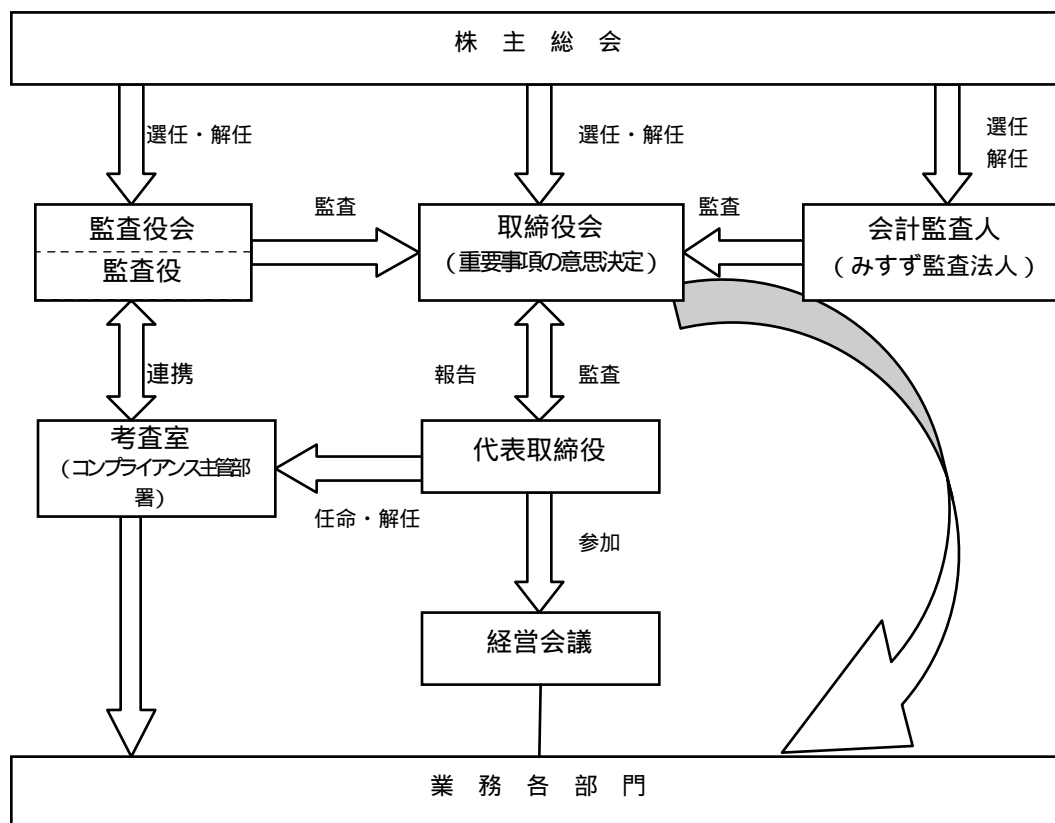 株 主 総 会
選任・解任
選任・解任
選任
解任
監査役会
監査役
監査
取締役会
(重要事項の意思決定)
監査
会計監査人
(みすず監査法人)
連携
報告
監査
考査室
(コンプライアンス主管部
署)
代表取締役
任命・解任
参加
経営会議
業 務 各 部 門